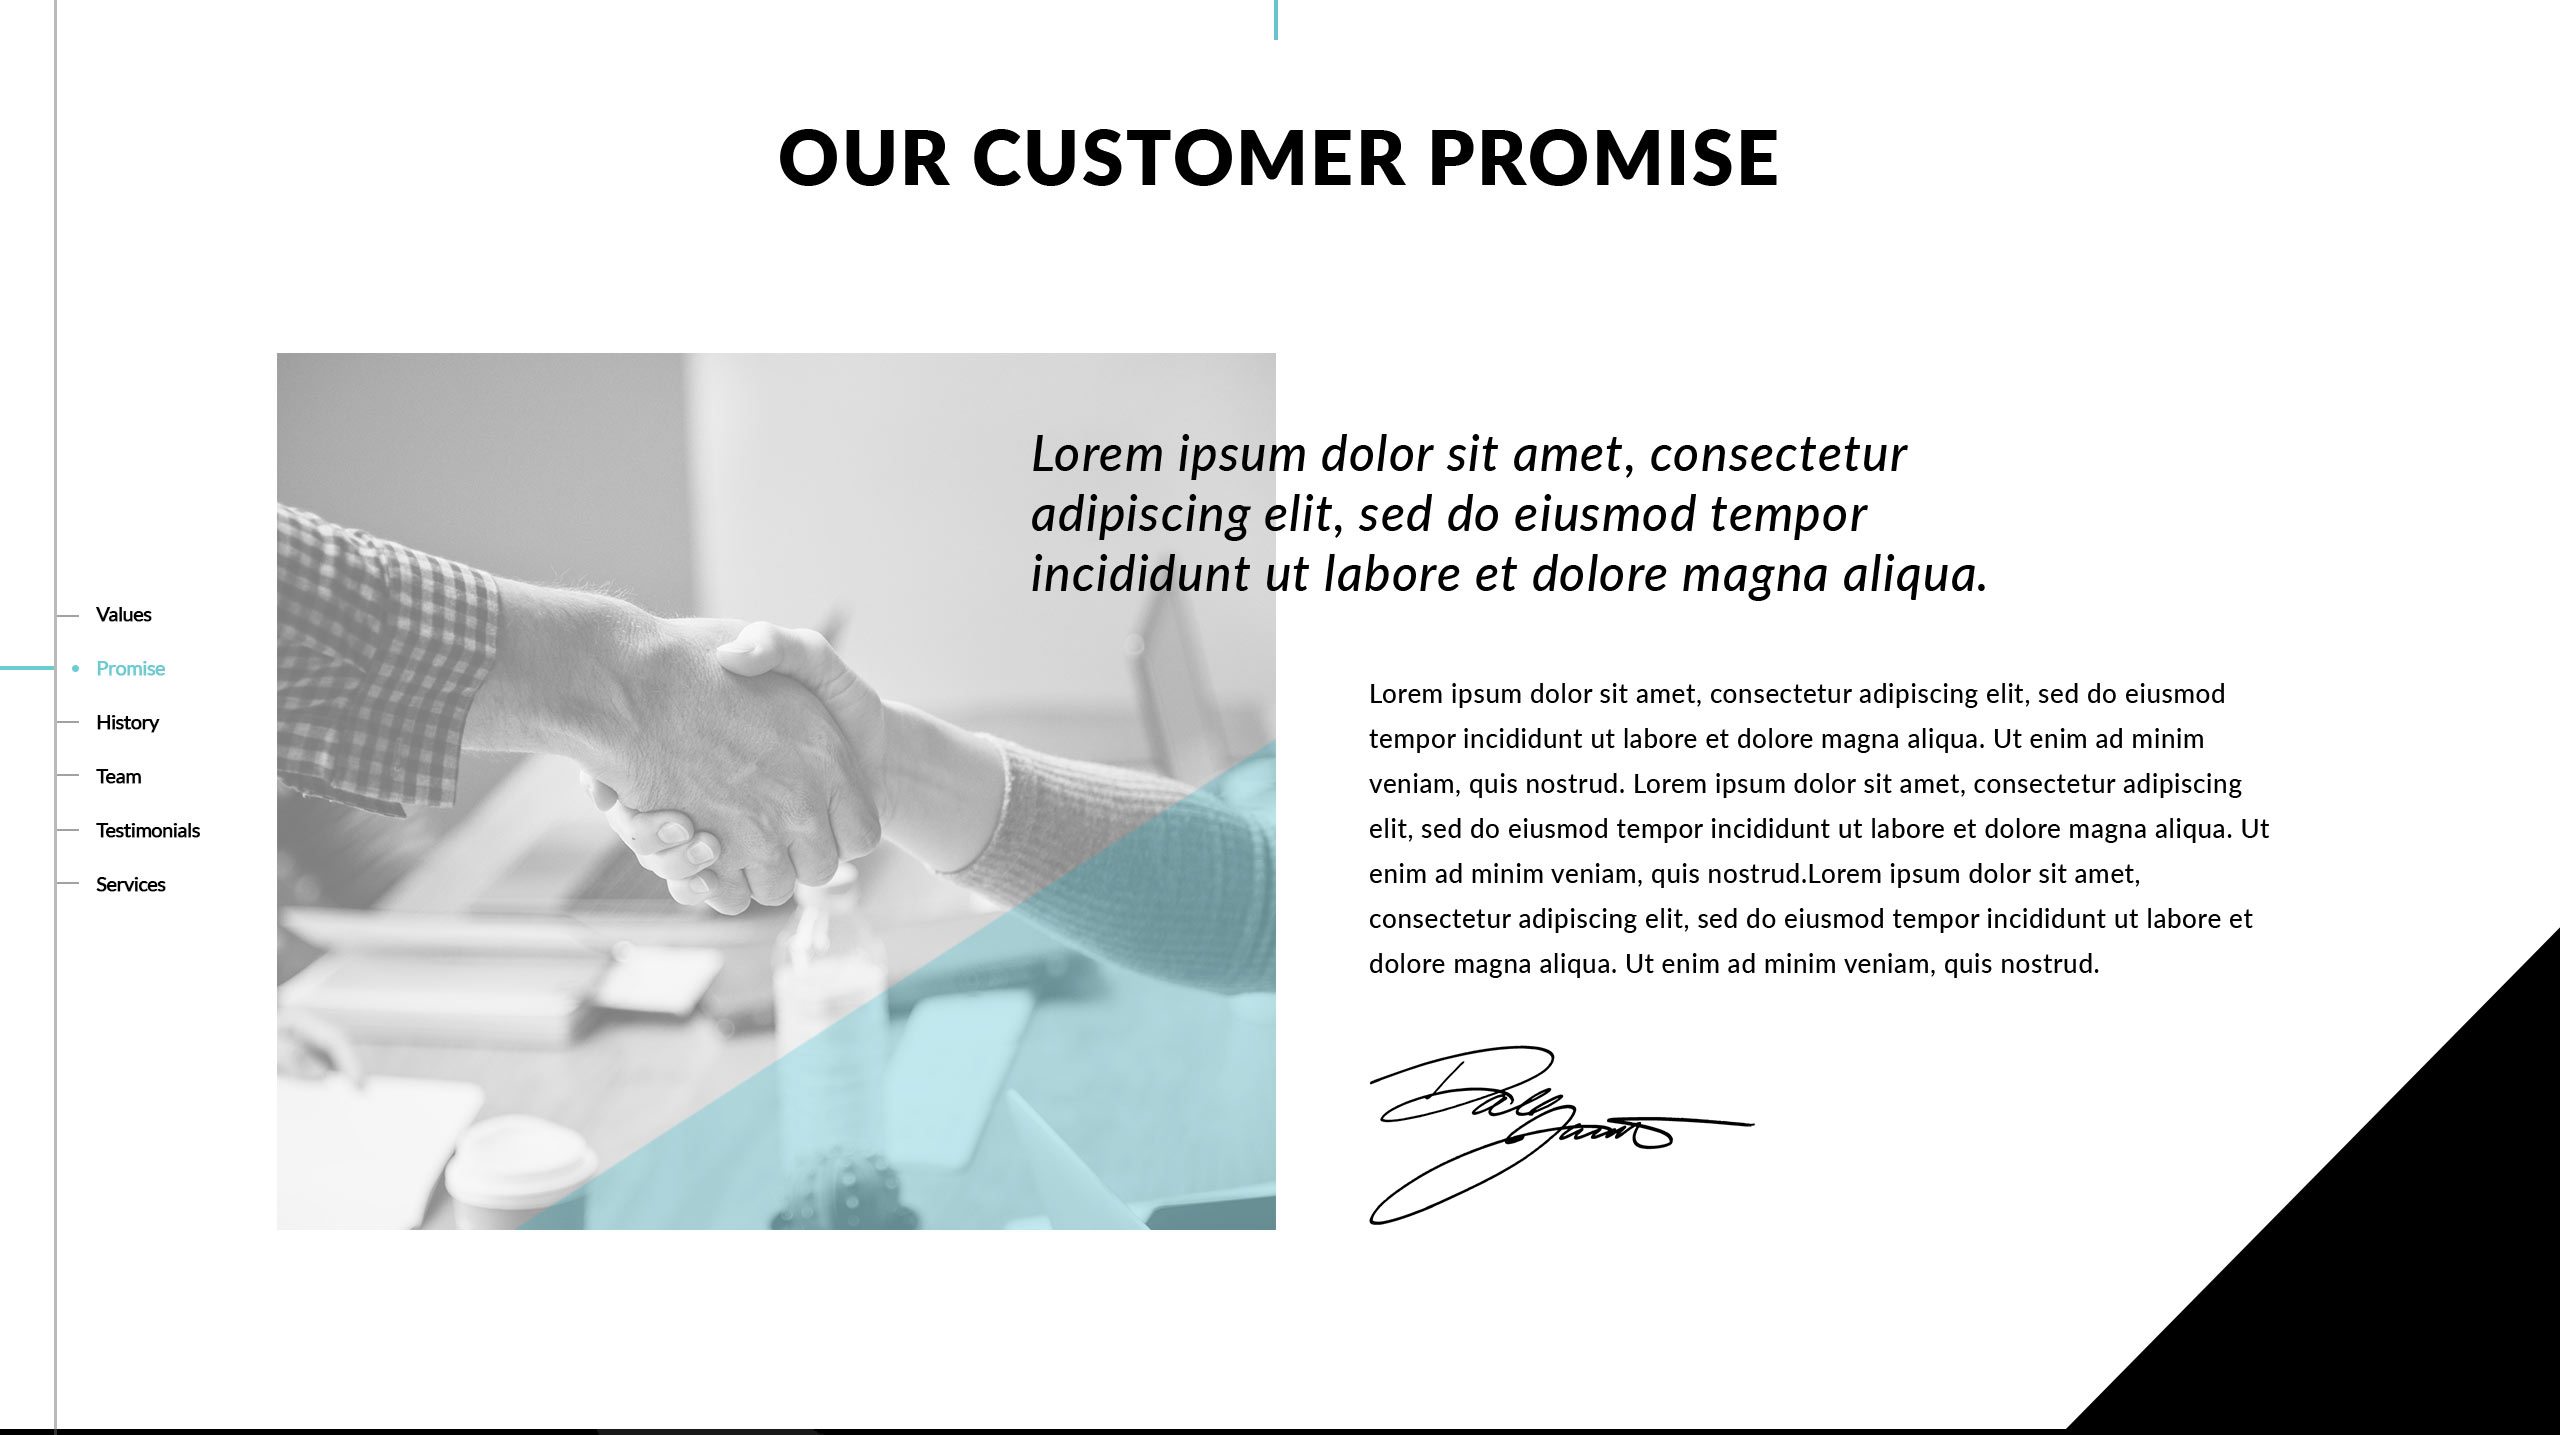 OUR CUSTOMER PROMISE
Lorem ipsum dolor sit amet, consectetur
adipiscing elit, sed do eiusmod tempor
incididunt ut labore et dolore magna aliqua.
Values
Promise
History
Team
Testimonials
Services
Lorem ipsum dolor sit amet, consectetur adipiscing elit, sed do eiusmod
tempor incididunt ut labore et dolore magna aliqua. Ut enim ad minim
veniam, quis nostrud. Lorem ipsum dolor sit amet, consectetur adipiscing
elit, sed do eiusmod tempor incididunt ut labore et dolore magna aliqua. Ut
enim ad minim veniam, quis nostrud.Lorem ipsum dolor sit amet,
consectetur adipiscing elit, sed do eiusmod tempor incididunt ut labore et
dolore magna aliqua. Ut enim ad minim veniam, quis nostrud.